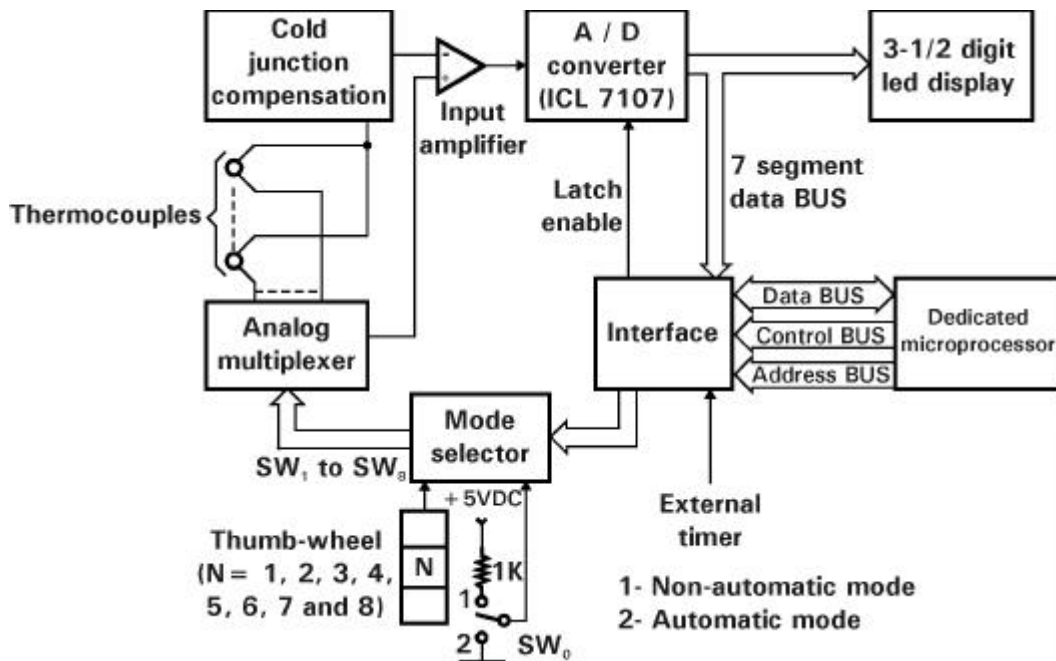 Cold
junction
compensation
-
+
Input
amplifier
A / D
converter
(ICL 7107)
3-1/2 digit
led display
7 segment
data BUS
Latch
enable
Thermocouples
Analog
multiplexer
Interface
Data BUS
Control BUS
Address BUS
Dedicated
microprocessor
Mode
selector
SW₁ to SW₈
+ 5VDC
Thumb-wheel
(N = 1, 2, 3, 4,
5, 6, 7 and 8)
N
1K
1
2
SW₀
External
timer
1- Non-automatic mode
2- Automatic mode